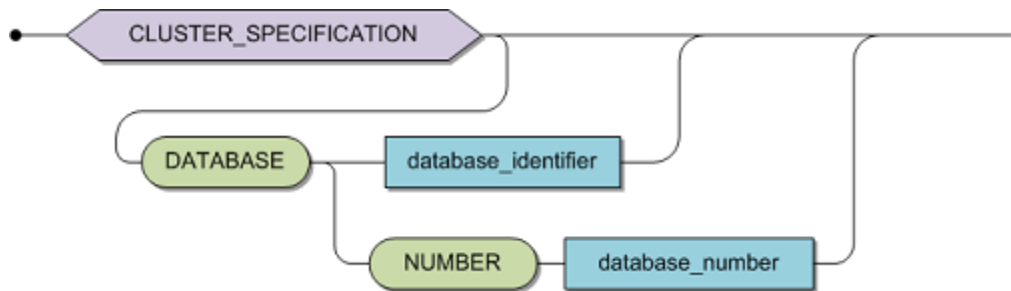 CLUSTER_SPECIFICATION
DATABASE database_identifier
NUMBER database_number